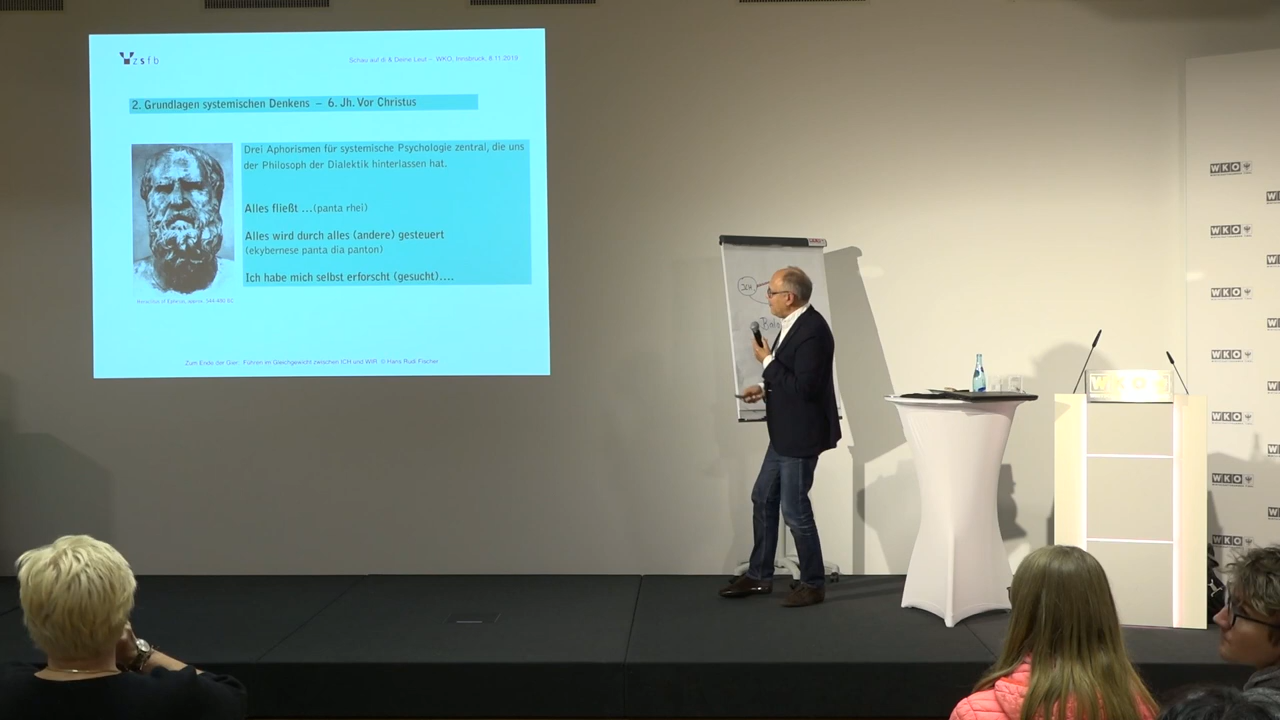 zsfb
Schau auf di & Deine Leut – WKO, Innsbruck, 8.11.2019
2. Grundlagen systemischen Denkens – 6. Jh. Vor Christus
Drei Aphorismen für systemische Psychologie zentral, die uns
der Philosoph der Dialektik hinterlassen hat.
Alles fließt …(panta rhei)
Alles wird durch alles (andere) gesteuert
(ekybernese panta dia panton)
Ich habe mich selbst erforscht (gesucht)….
Zum Ende der Gier. Führen im Gleichgewicht zwischen ICH und WIR © Hans Rudi Fischer
ICH
WKO
WKO
WKO
WKO
WKO
WKO
WKO
WKO